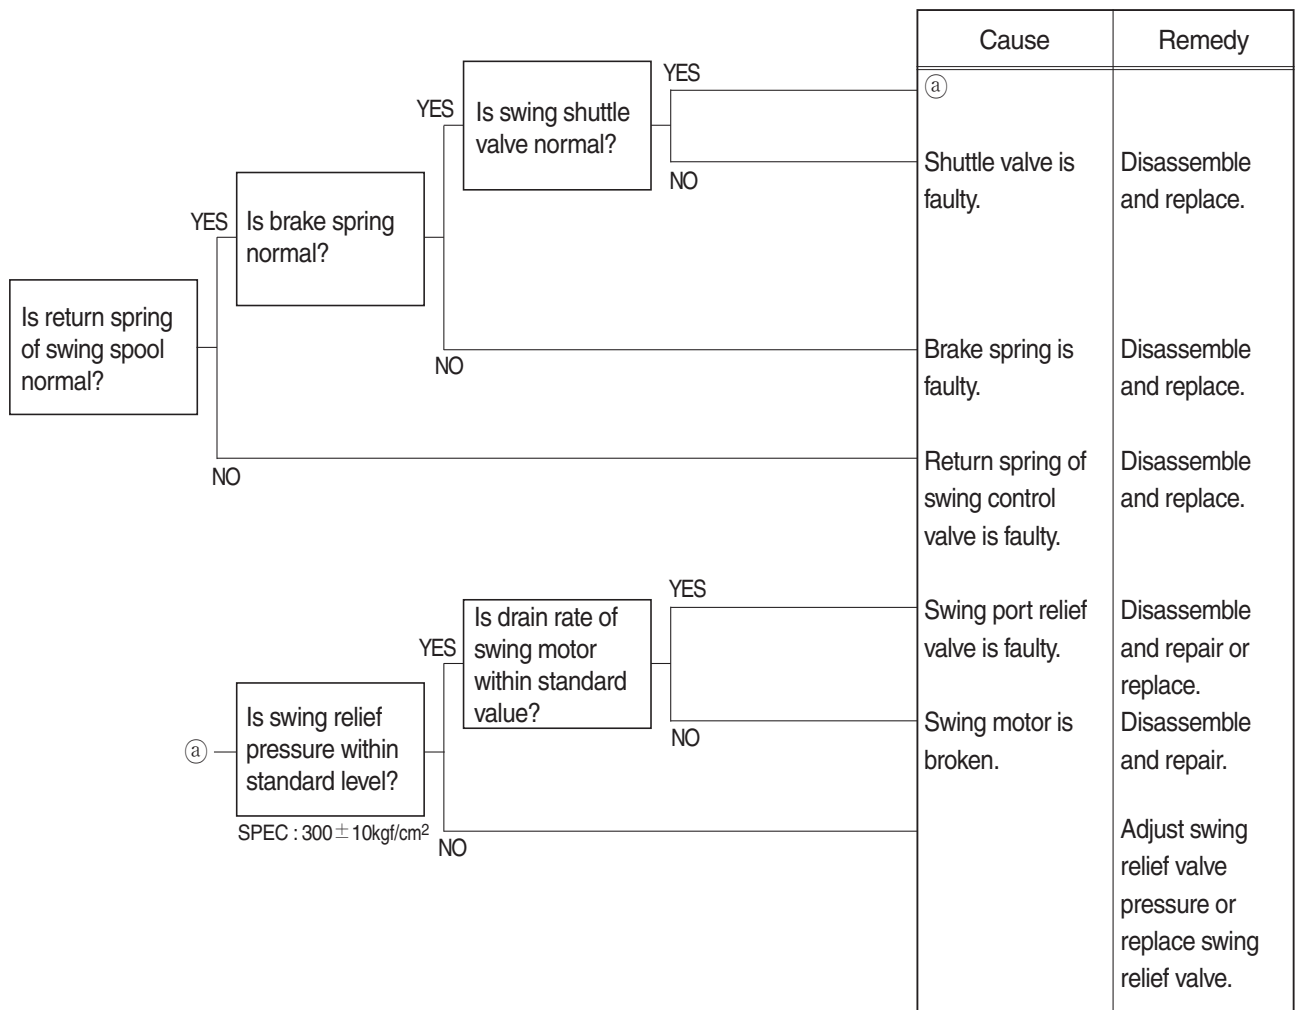 Cause
Remedy
YES
ⓐ
YES
Is swing shuttle
valve normal?
NO
Shuttle valve is
faulty.
Disassemble
and replace.
YES
Is brake spring
normal?
NO
Brake spring is
faulty.
Disassemble
and replace.
Is return spring
of swing spool
normal?
NO
Return spring of
swing control
valve is faulty.
Disassemble
and replace.
YES
Swing port relief
valve is faulty.
Disassemble
and repair or
replace.
YES
Is drain rate of
swing motor
within standard
value?
NO
Swing motor is
broken.
Disassemble
and repair.
ⓐ
Is swing relief
pressure within
standard level?
SPEC : 300±10kgf/cm²
NO
Adjust swing
relief valve
pressure or
replace swing
relief valve.